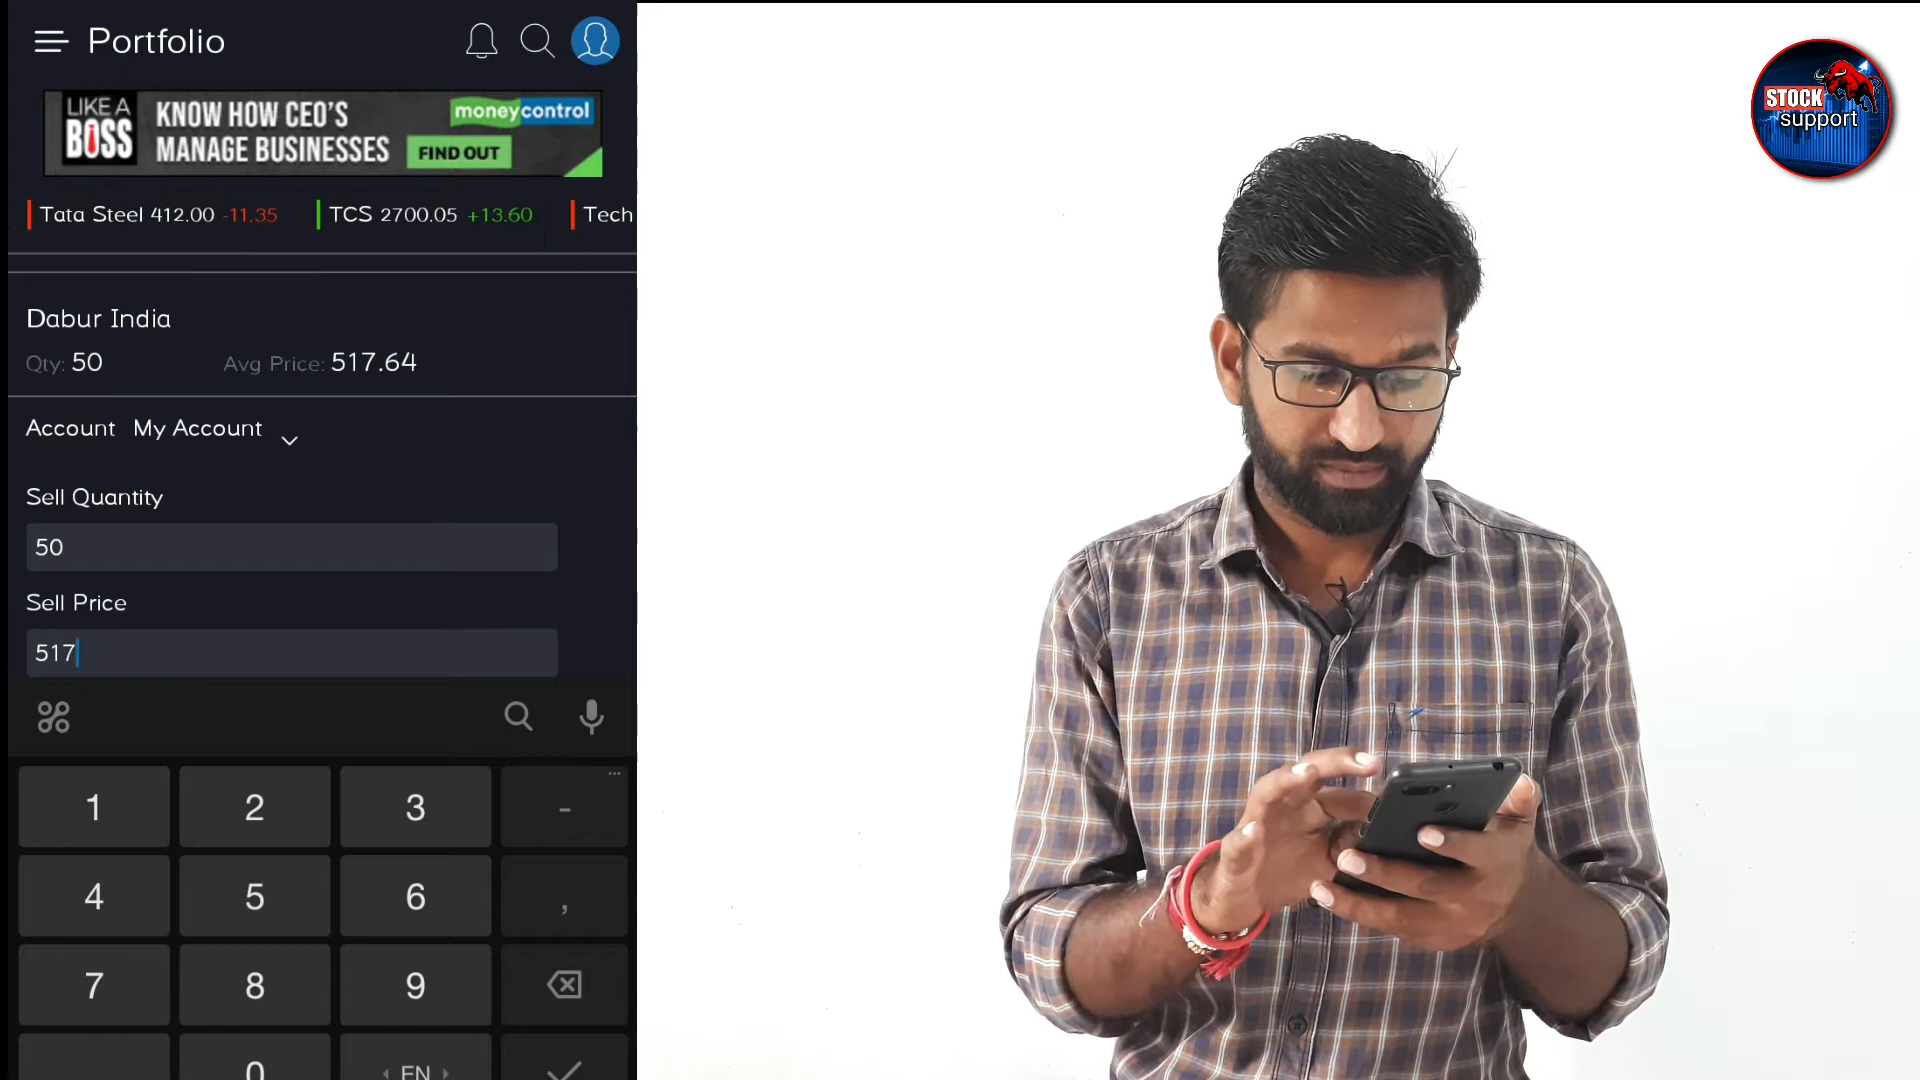 Portfolio
LIKE A
BOSS
KNOW HOW CEO'S
MANAGE BUSINESSES
moneycontrol
FIND OUT
Tata Steel 412.00 -11.35
TCS 2700.05 +13.60
Tech
Dabur India
Qty: 50
Avg Price: 517.64
Account My Account
Sell Quantity
50
Sell Price
517
1 2 3 -
4 5 6 ,
7 8 9
0 EN
STOCK
support